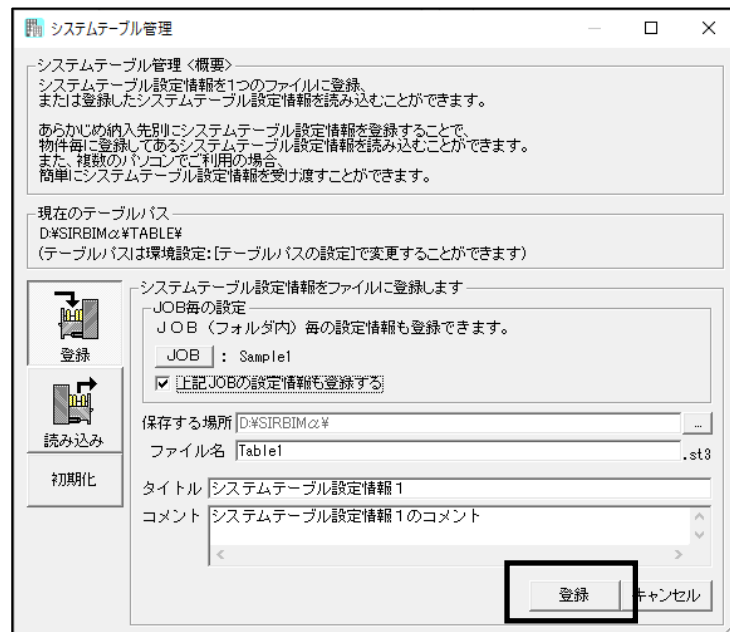 システムテーブル管理
システムテーブル管理〈概要〉
システムテーブル設定情報を1つのファイルに登録、
または登録したシステムテーブル設定情報を読み込むことができます。
あらかじめ納入先別にシステムテーブル設定情報を登録することで、
物件毎に登録してあるシステムテーブル設定情報を読み込むことができます。
また、複数のパソコンでご利用の場合、
簡単にシステムテーブル設定情報を受け渡すことができます。
現在のテーブルパス
D:¥SIRBIMα¥TABLE¥
(テーブルパスは環境設定:[テーブルパスの設定]で変更することができます)
登録
読み込み
初期化
システムテーブル設定情報をファイルに登録します
JOB毎の設定
ＪＯＢ（フォルダ内）毎の設定情報も登録できます。
JOB : Sample1
上記JOBの設定情報も登録する
保存する場所 D:¥SIRBIMα¥ ...
ファイル名 Table1 .st3
タイトル システムテーブル設定情報１
コメント システムテーブル設定情報１のコメント
登録 キャンセル